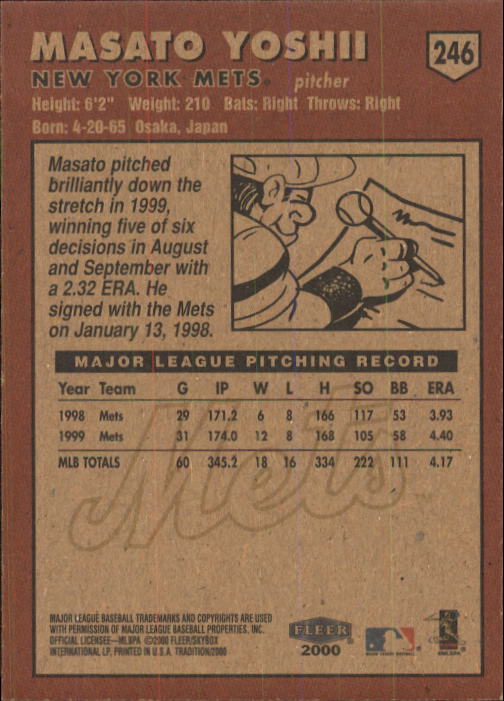 MASATO YOSHII
246
NEW YORK METS® pitcher
Height: 6'2" Weight: 210 Bats: Right Throws: Right
Born: 4-20-65 Osaka, Japan
Masato pitched
brilliantly down the
stretch in 1999,
winning five of six
decisions in August
and September with
a 2.32 ERA. He
signed with the Mets
on January 13, 1998.
MAJOR LEAGUE PITCHING RECORD
Year Team G IP W L H SO BB ERA
1998 Mets 29 171.2 6 8 166 117 53 3.93
1999 Mets 31 174.0 12 8 168 105 58 4.40
MLB TOTALS 60 345.2 18 16 334 222 111 4.17
Mets
MAJOR LEAGUE BASEBALL TRADEMARKS AND COPYRIGHTS ARE USED
WITH PERMISSION OF MAJOR LEAGUE BASEBALL PROPERTIES, INC.
OFFICIAL LICENSEE—MLBPA ©2000 FLEER/SKYBOX
INTERNATIONAL LP, PRINTED IN U.S.A. TRADITION/2000
FLEER
2000
MAJOR LEAGUE BASEBALL
©MLBPA